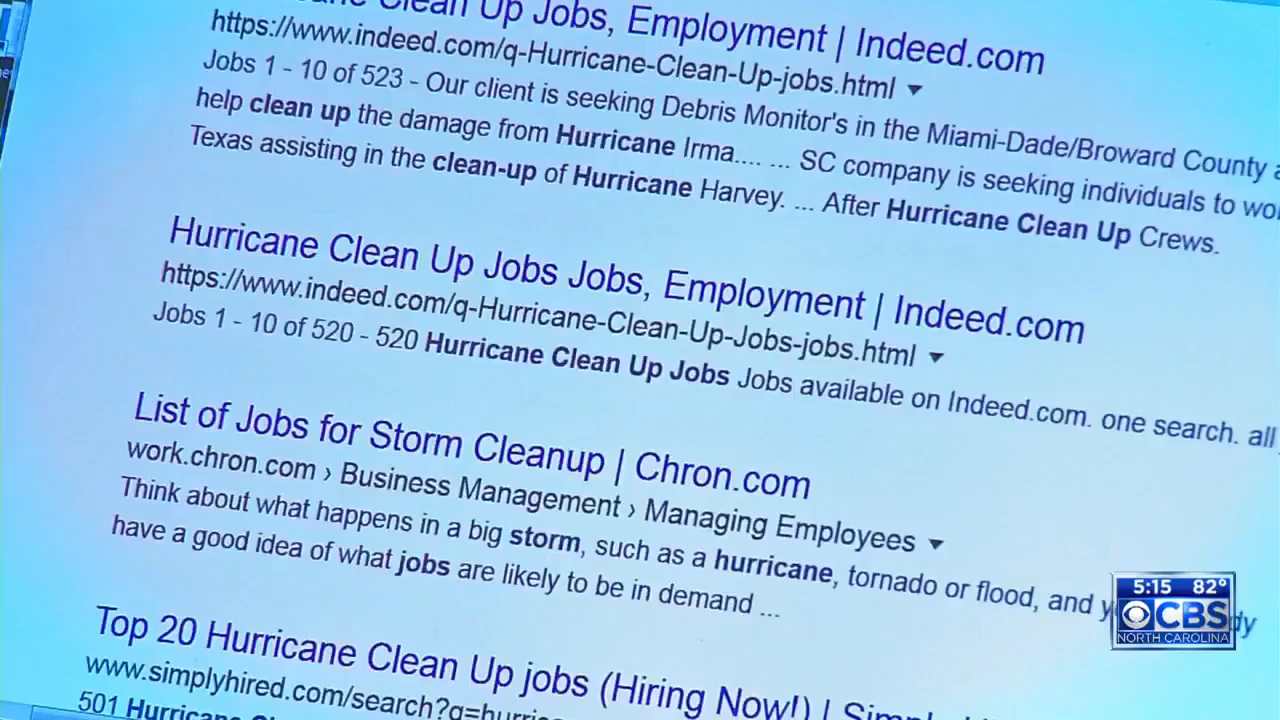 Clean Up Jobs, Employment | Indeed.com
https://www.indeed.com/q-Hurricane-Clean-Up-jobs.html
Jobs 1 - 10 of 523 - Our client is seeking Debris Monitor's in the Miami-Dade/Broward County
help clean up the damage from Hurricane Irma.... ... SC company is seeking individuals to
Texas assisting in the clean-up of Hurricane Harvey. ... After Hurricane Clean Up Crews.
Hurricane Clean Up Jobs Jobs, Employment | Indeed.com
https://www.indeed.com/q-Hurricane-Clean-Up-Jobs-jobs.html
Jobs 1 - 10 of 520 - 520 Hurricane Clean Up Jobs Jobs available on Indeed.com. one search. all
List of Jobs for Storm Cleanup | Chron.com
work.chron.com › Business Management › Managing Employees
Think about what happens in a big storm, such as a hurricane, tornado or flood, and
have a good idea of what jobs are likely to be in demand ...
Top 20 Hurricane Clean Up jobs (Hiring Now!) |
www.simplyhired.com/search?q=
501 Hurricane
5:15 82°
CBS
NORTH CAROLINA